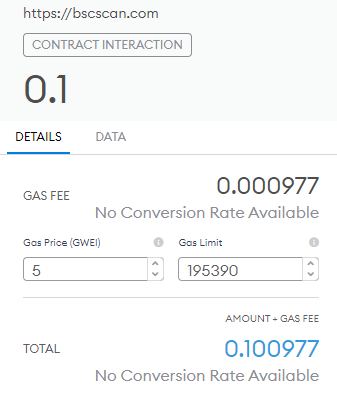 https://bscscan.com
CONTRACT INTERACTION
0.1
DETAILS DATA
GAS FEE 0.000977
No Conversion Rate Available
Gas Price (GWEI) Gas Limit
5 195390
AMOUNT + GAS FEE
TOTAL 0.100977
No Conversion Rate Available